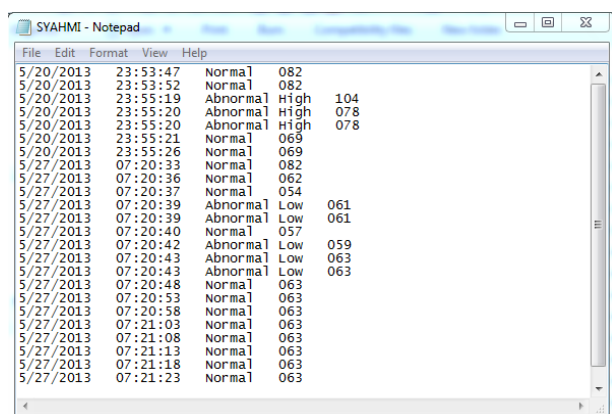 SYAHMI - Notepad
File Edit Format View Help
5/20/2013 23:53:47 Normal 082
5/20/2013 23:53:52 Normal 082
5/20/2013 23:55:19 Abnormal High 104
5/20/2013 23:55:20 Abnormal High 078
5/20/2013 23:55:20 Abnormal High 078
5/20/2013 23:55:21 Normal 069
5/20/2013 23:55:26 Normal 069
5/27/2013 07:20:33 Normal 082
5/27/2013 07:20:36 Normal 062
5/27/2013 07:20:37 Normal 054
5/27/2013 07:20:39 Abnormal Low 061
5/27/2013 07:20:39 Abnormal Low 061
5/27/2013 07:20:40 Normal 057
5/27/2013 07:20:42 Abnormal Low 059
5/27/2013 07:20:43 Abnormal Low 063
5/27/2013 07:20:43 Abnormal Low 063
5/27/2013 07:20:48 Normal 063
5/27/2013 07:20:53 Normal 063
5/27/2013 07:20:58 Normal 063
5/27/2013 07:21:03 Normal 063
5/27/2013 07:21:08 Normal 063
5/27/2013 07:21:13 Normal 063
5/27/2013 07:21:18 Normal 063
5/27/2013 07:21:23 Normal 063